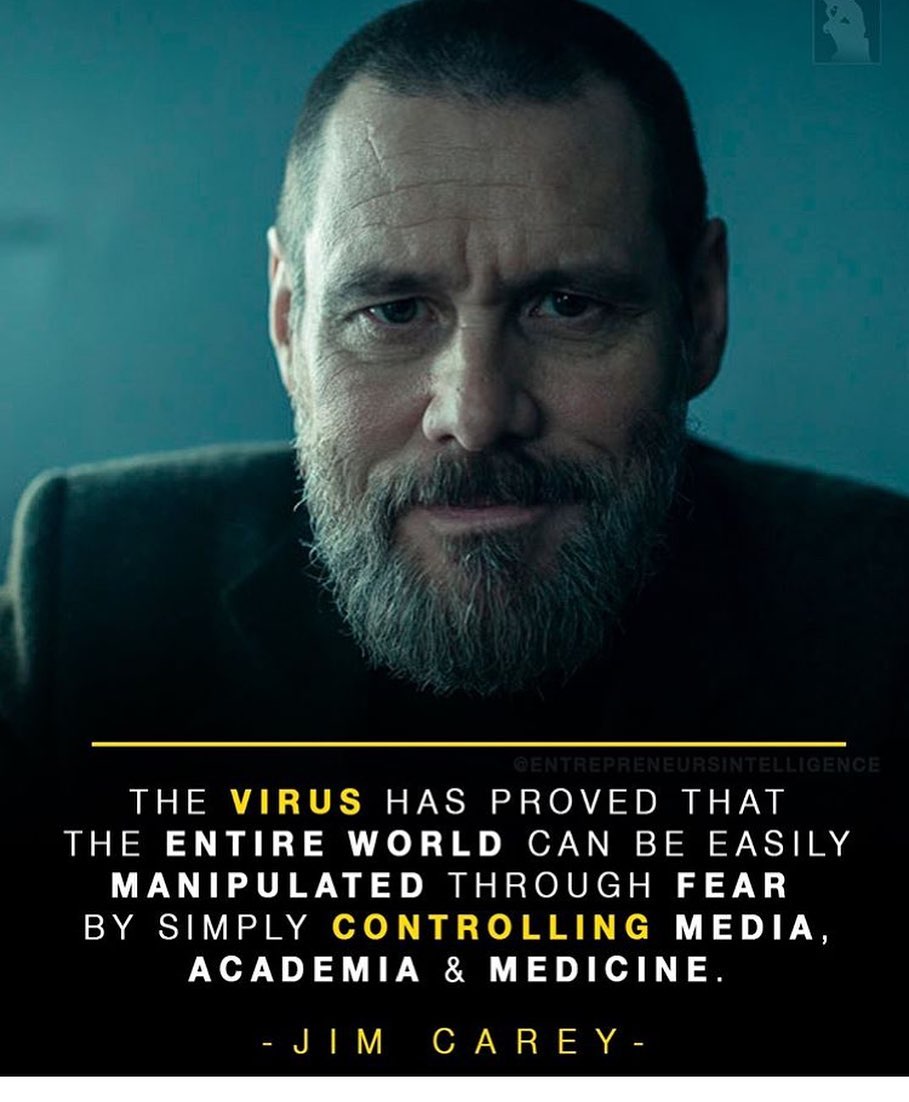 @ENTREPRENEURSINTELLIGENCE
THE VIRUS HAS PROVED THAT
THE ENTIRE WORLD CAN BE EASILY
MANIPULATED THROUGH FEAR
BY SIMPLY CONTROLLING MEDIA,
ACADEMIA & MEDICINE.
-JIM CAREY-